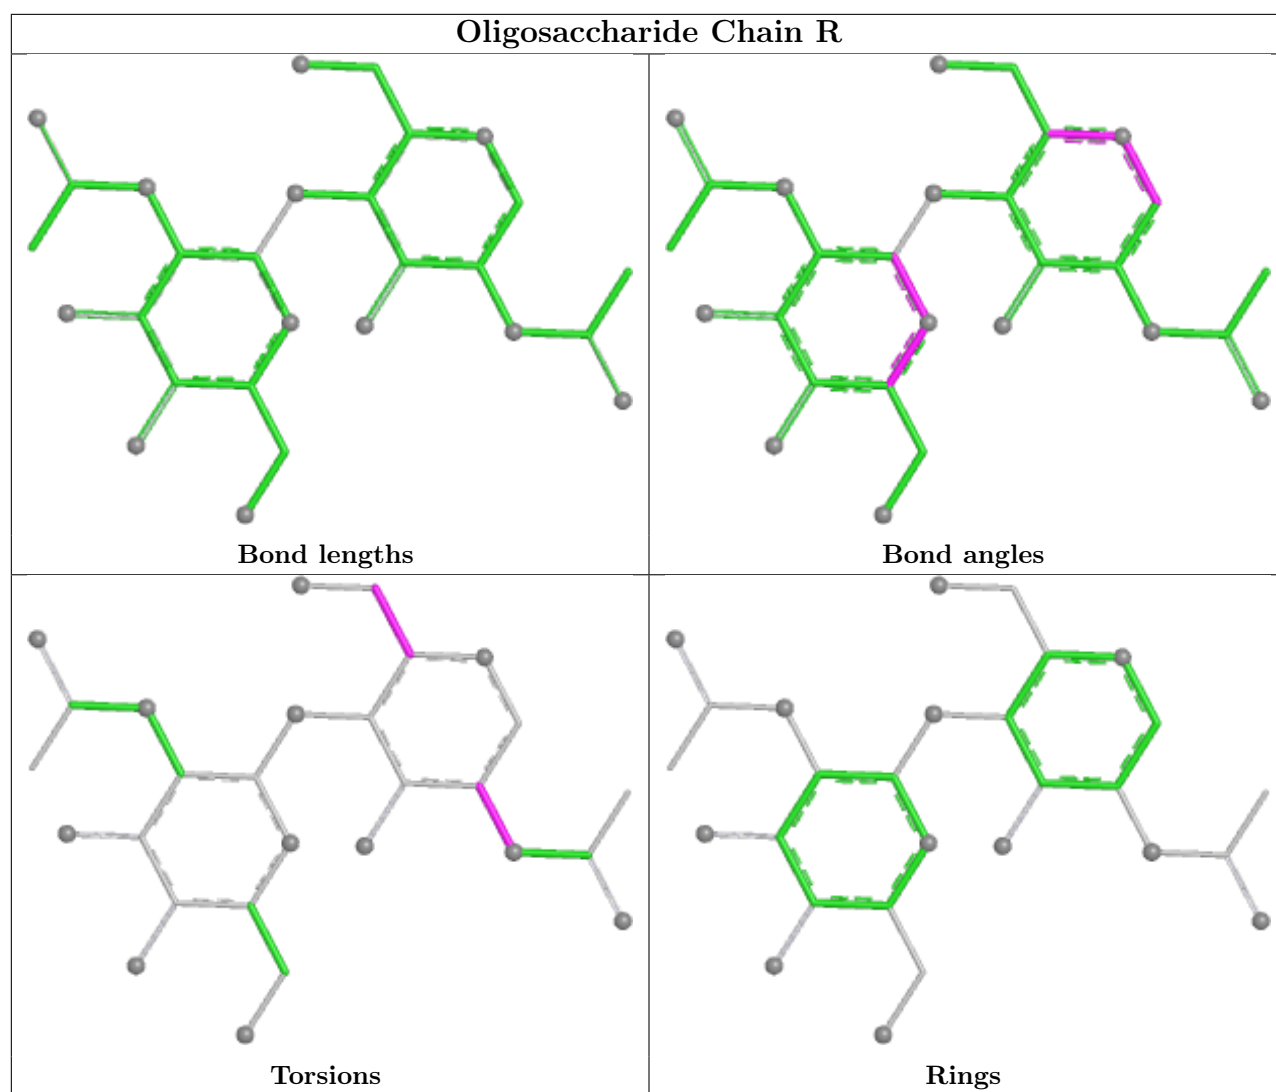 Oligosaccharide Chain R
Bond lengths
Bond angles
Torsions
Rings